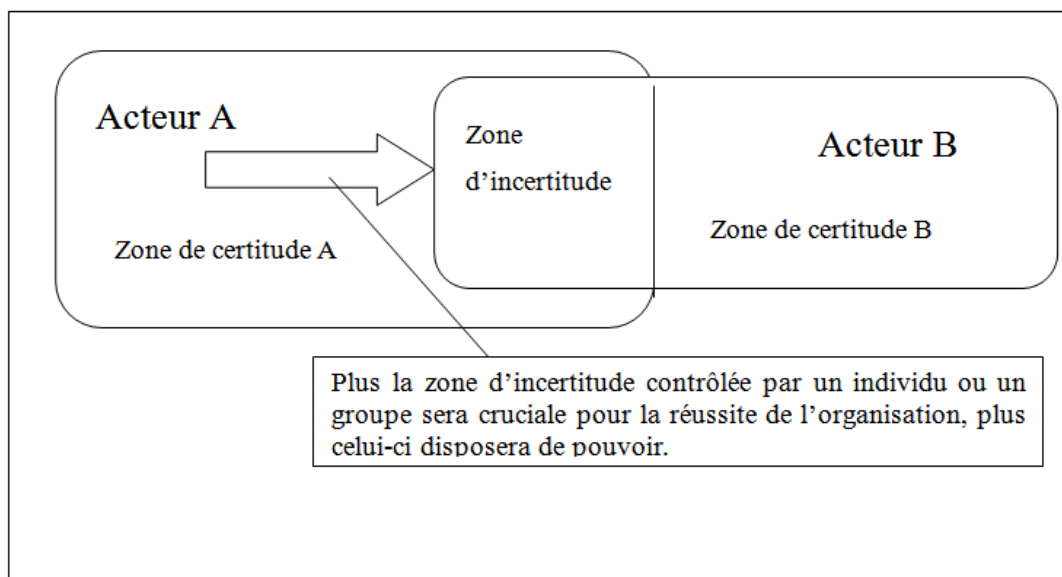 Acteur A
Zone
d’incertitude
Acteur B
Zone de certitude A
Zone de certitude B
Plus la zone d’incertitude contrôlée par un individu ou un
groupe sera cruciale pour la réussite de l’organisation, plus
celui-ci disposera de pouvoir.